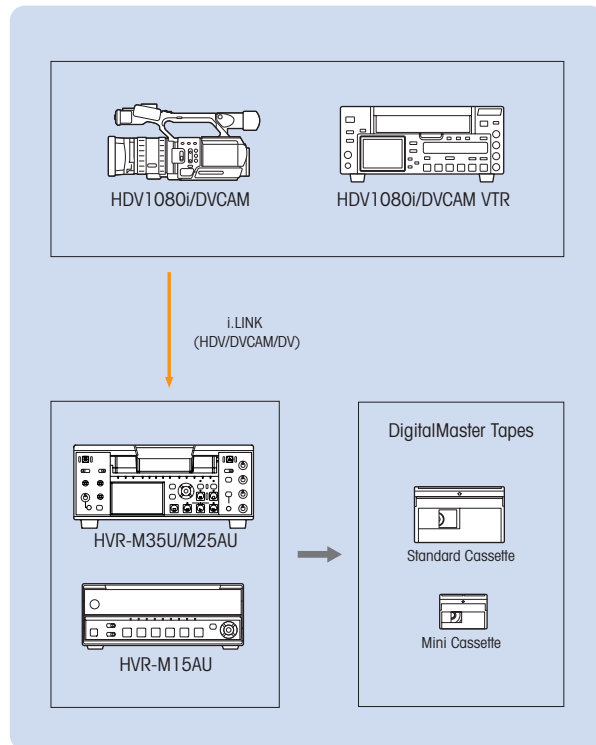 HDV1080i/DVCAM
HDV1080i/DVCAM VTR
i.LINK
(HDV/DVCAM/DV)
HVR-M35U/M25AU
HVR-M15AU
DigitalMaster Tapes
Standard Cassette
Mini Cassette